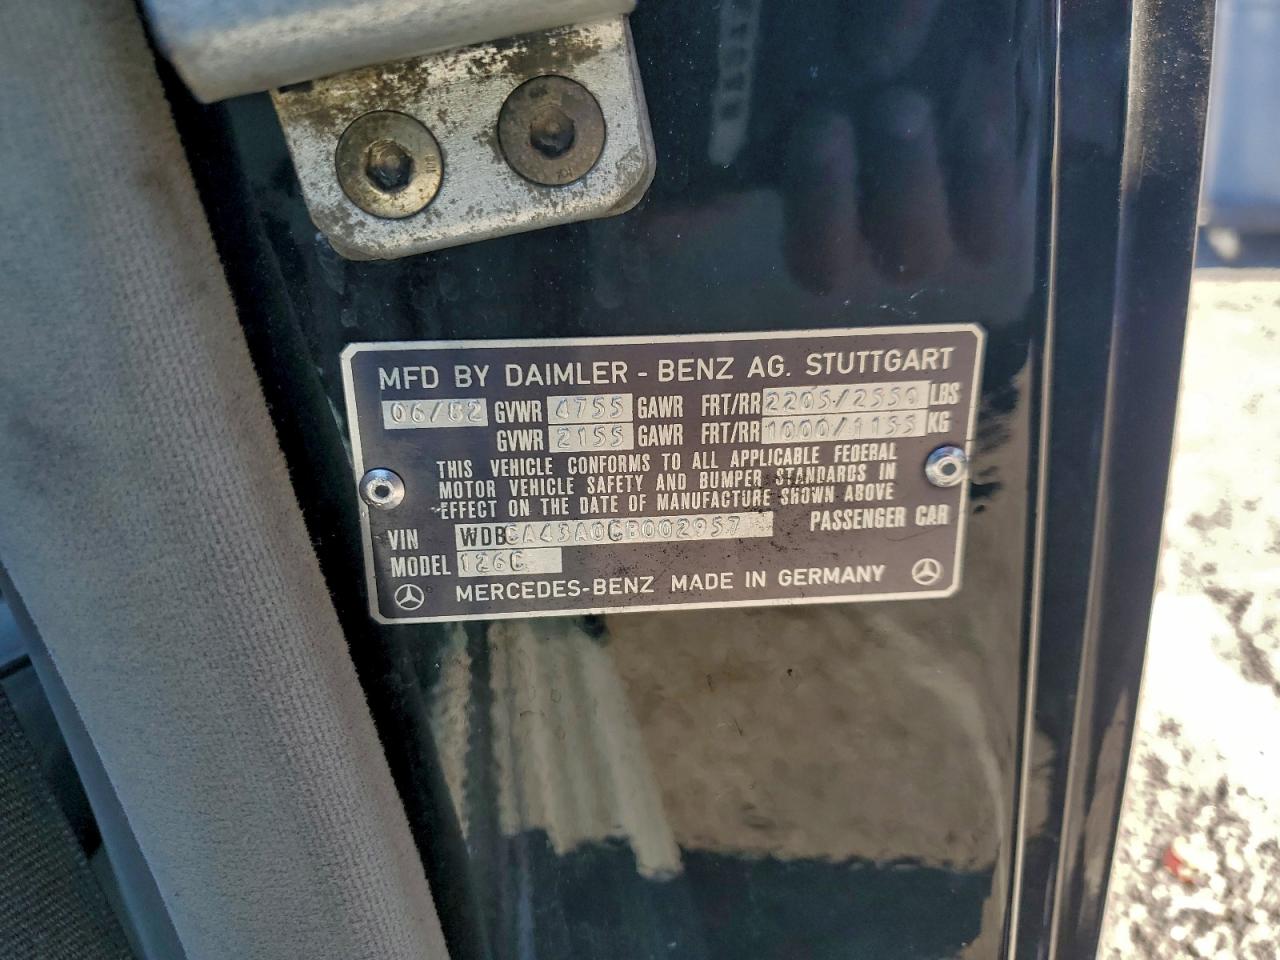 MFD BY DAIMLER - BENZ AG. STUTTGART
06/82 GVWR 4755 GAWR FRT/RR 2205/2550 LBS
GVWR 2155 GAWR FRT/RR 1000/1155 KG
THIS VEHICLE CONFORMS TO ALL APPLICABLE FEDERAL
MOTOR VEHICLE SAFETY AND BUMPER STANDARDS IN
EFFECT ON THE DATE OF MANUFACTURE SHOWN ABOVE
VIN WDBCA43A0CB002957 PASSENGER CAR
MODEL 126C
MERCEDES-BENZ MADE IN GERMANY